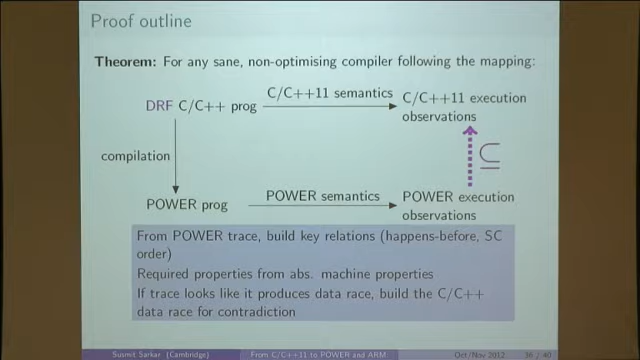 Proof outline
Theorem: For any sane, non-optimising compiler following the mapping:
DRF C/C++ prog
C/C++11 semantics
C/C++11 execution
observations
compilation
⊆
POWER prog
POWER semantics
POWER execution
observations
From POWER trace, build key relations (happens-before, SC
order)
Required properties from abs. machine properties
If trace looks like it produces data race, build the C/C++
data race for contradiction
Susmit Sarkar (Cambridge)
From C/C++11 to POWER and ARM
Oct/Nov 2012
36 / 40